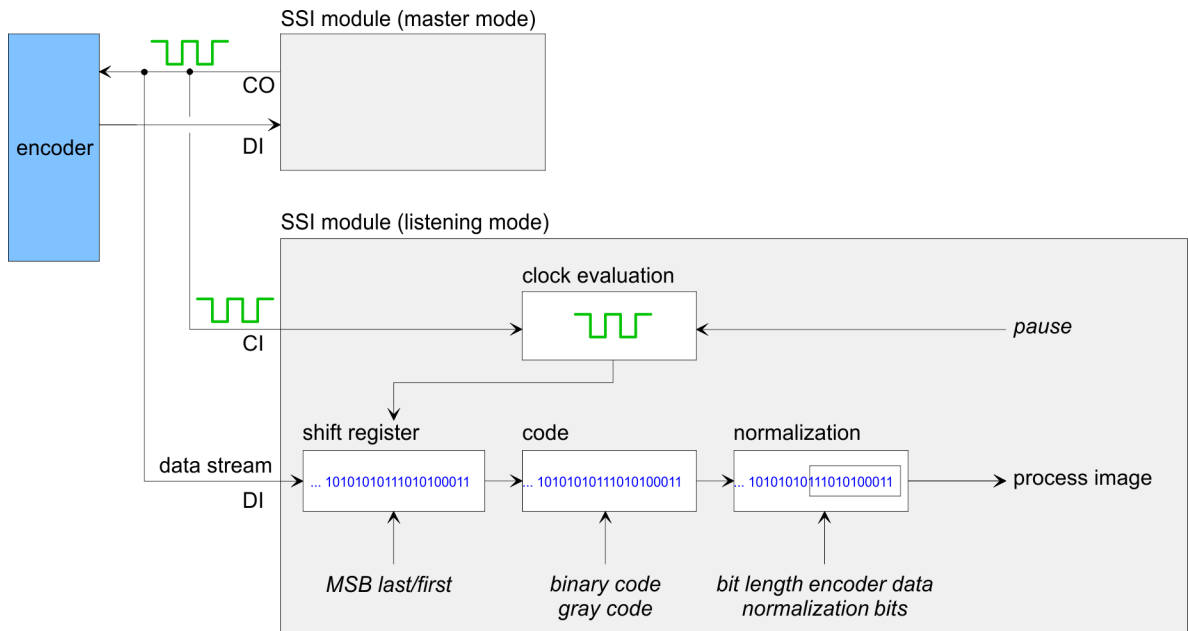 SSI module (master mode)
CO
encoder
DI
SSI module (listening mode)
clock evaluation
CI
pause
shift register
code
normalization
data stream
DI
... 10101010111010100011
... 10101010111010100011
... 10101010111010100011
process image
MSB last/first
binary code
gray code
bit length encoder data
normalization bits